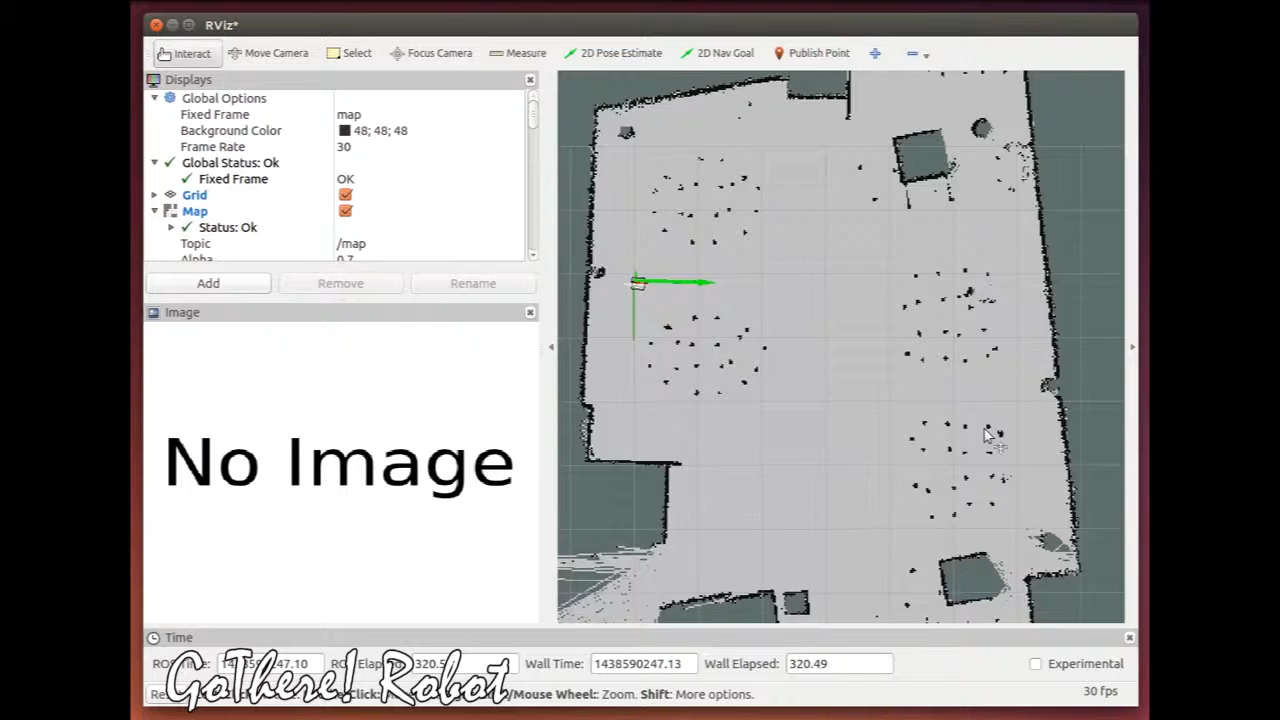 RViz*
Interact Move Camera Select Focus Camera Measure 2D Pose Estimate 2D Nav Goal Publish Point
Displays
Global Options
Fixed Frame map
Background Color 48; 48; 48
Frame Rate 30
Global Status: Ok
Fixed Frame OK
Grid
Map
Status: Ok
Topic /map
Alpha 0.7
Add Remove Rename
Image
No Image
Time
1438590247.13
Wall Time:
Wall Elapsed: 320.49
Experimental
GoThere! Robot
/Mouse Wheel: Zoom. Shift: More options.
30 fps